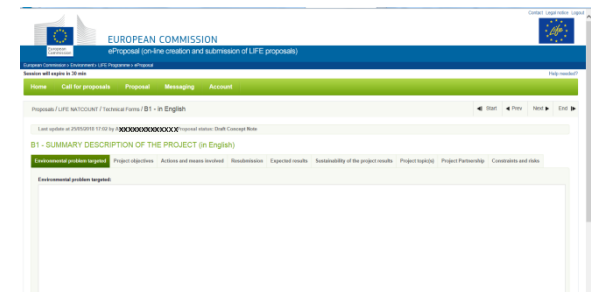 Contact Legal notice Logout
EUROPEAN COMMISSION
eProposal (on-line creation and submission of LIFE proposals)
European
Commission
Life
European Commission > Environment > LIFE Programme > eProposal
Session will expire in 30 min
Help needed?
Home Call for proposals Proposal Messaging Account
Proposals / LIFE NATCOUNT / Technical Forms / B1 - in English
Start Prev Next End
Last update at 25/05/2018 17:02 by XXXXXXXXXXXX Proposal status: Draft Concept Note
B1 - SUMMARY DESCRIPTION OF THE PROJECT (in English)
Environmental problem targeted Project objectives Actions and means involved Resubmission Expected results Sustainability of the project results Project topic(s) Project Partnership Constraints and risks
Environmental problem targeted: